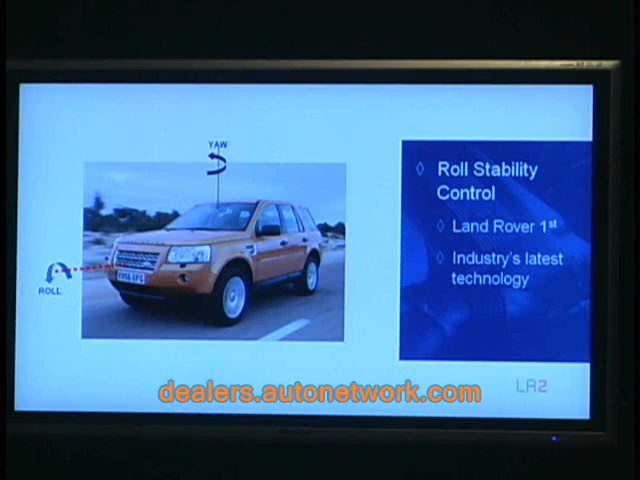 YAW
ROLL
Roll Stability
Control
Land Rover 1st
Industry's latest
technology
LR2
dealers.autonetwork.com